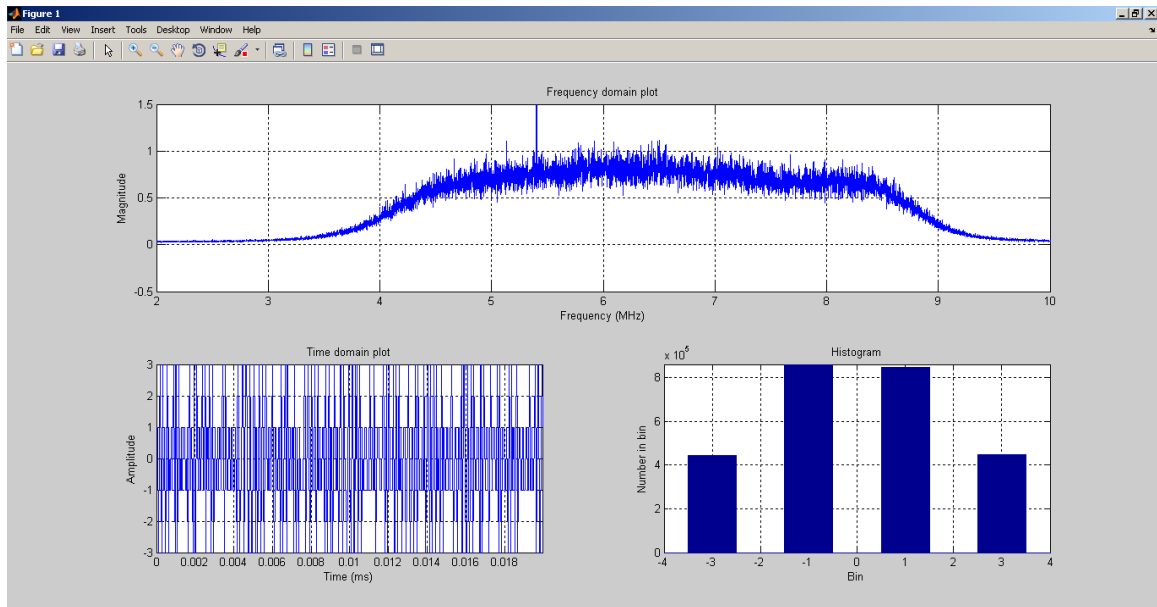 Figure 1
File Edit View Insert Tools Desktop Window Help
Frequency domain plot
1.5
1
0.5
0
-0.5
Magnitude
2 3 4 5 6 7 8 9 10
Frequency (MHz)
Time domain plot
3
2
1
0
-1
-2
-3
Amplitude
0 0.002 0.004 0.006 0.008 0.01 0.012 0.014 0.016 0.018
Time (ms)
Histogram
x 10^5
8
6
4
2
0
Number in bin
-4 -3 -2 -1 0 1 2 3 4
Bin